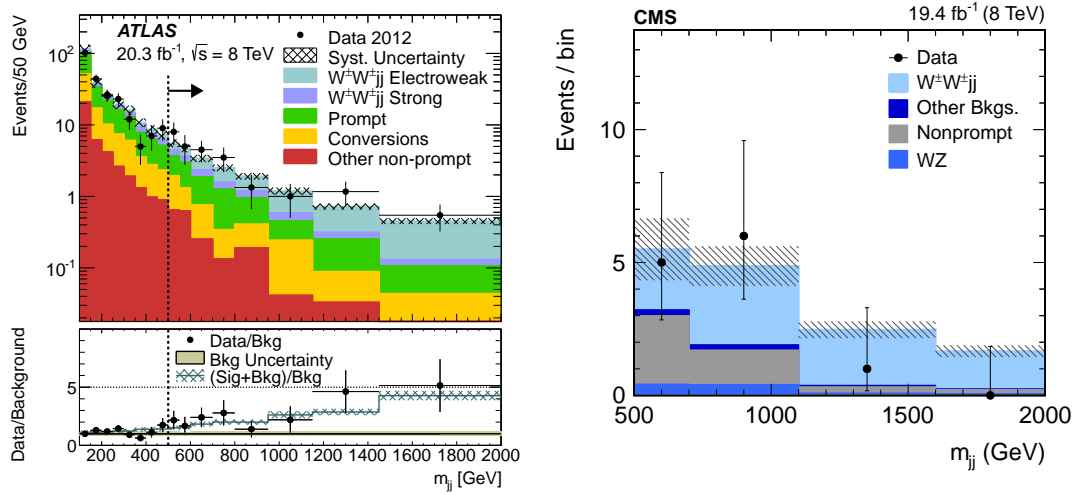 ATLAS
20.3 fb⁻¹, √s = 8 TeV
Data 2012
Syst. Uncertainty
W±W±jj Electroweak
W±W±jj Strong
Prompt
Conversions
Other non-prompt
Events/50 GeV
10²
10
1
10⁻¹
Data/Bkg
Bkg Uncertainty
(Sig+Bkg)/Bkg
Data/Background
5
0
200 400 600 800 1000 1200 1400 1600 1800 2000
m_jj [GeV]
CMS
19.4 fb⁻¹ (8 TeV)
Data
W±W±jj
Other Bkgs.
Nonprompt
WZ
Events / bin
10
5
0
500 1000 1500 2000
m_jj (GeV)